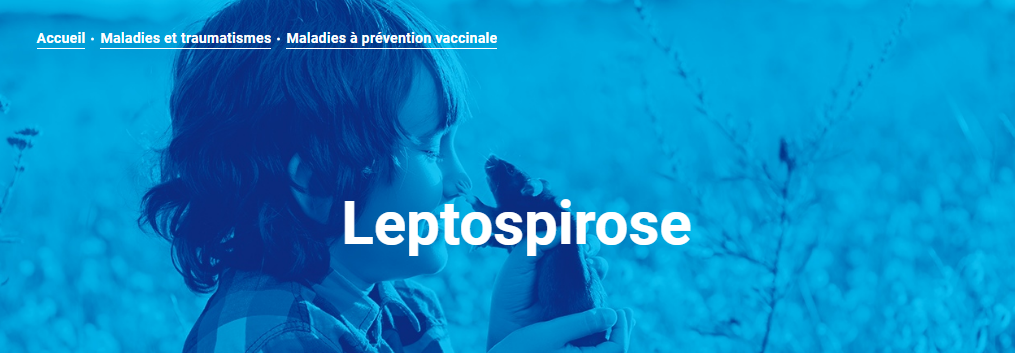 Accueil • Maladies et traumatismes • Maladies à prévention vaccinale
Leptospirose